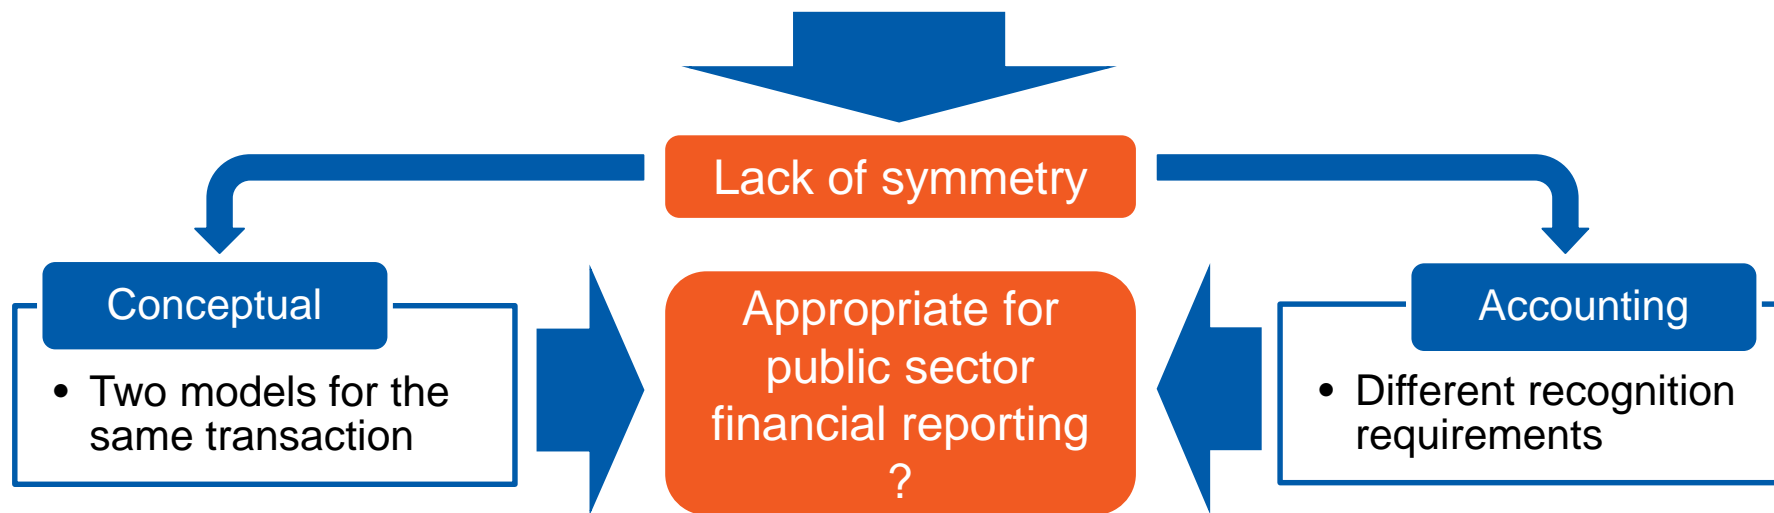 Lack of symmetry
Conceptual
• Two models for the
same transaction
Appropriate for
public sector
financial reporting
?
Accounting
• Different recognition
requirements